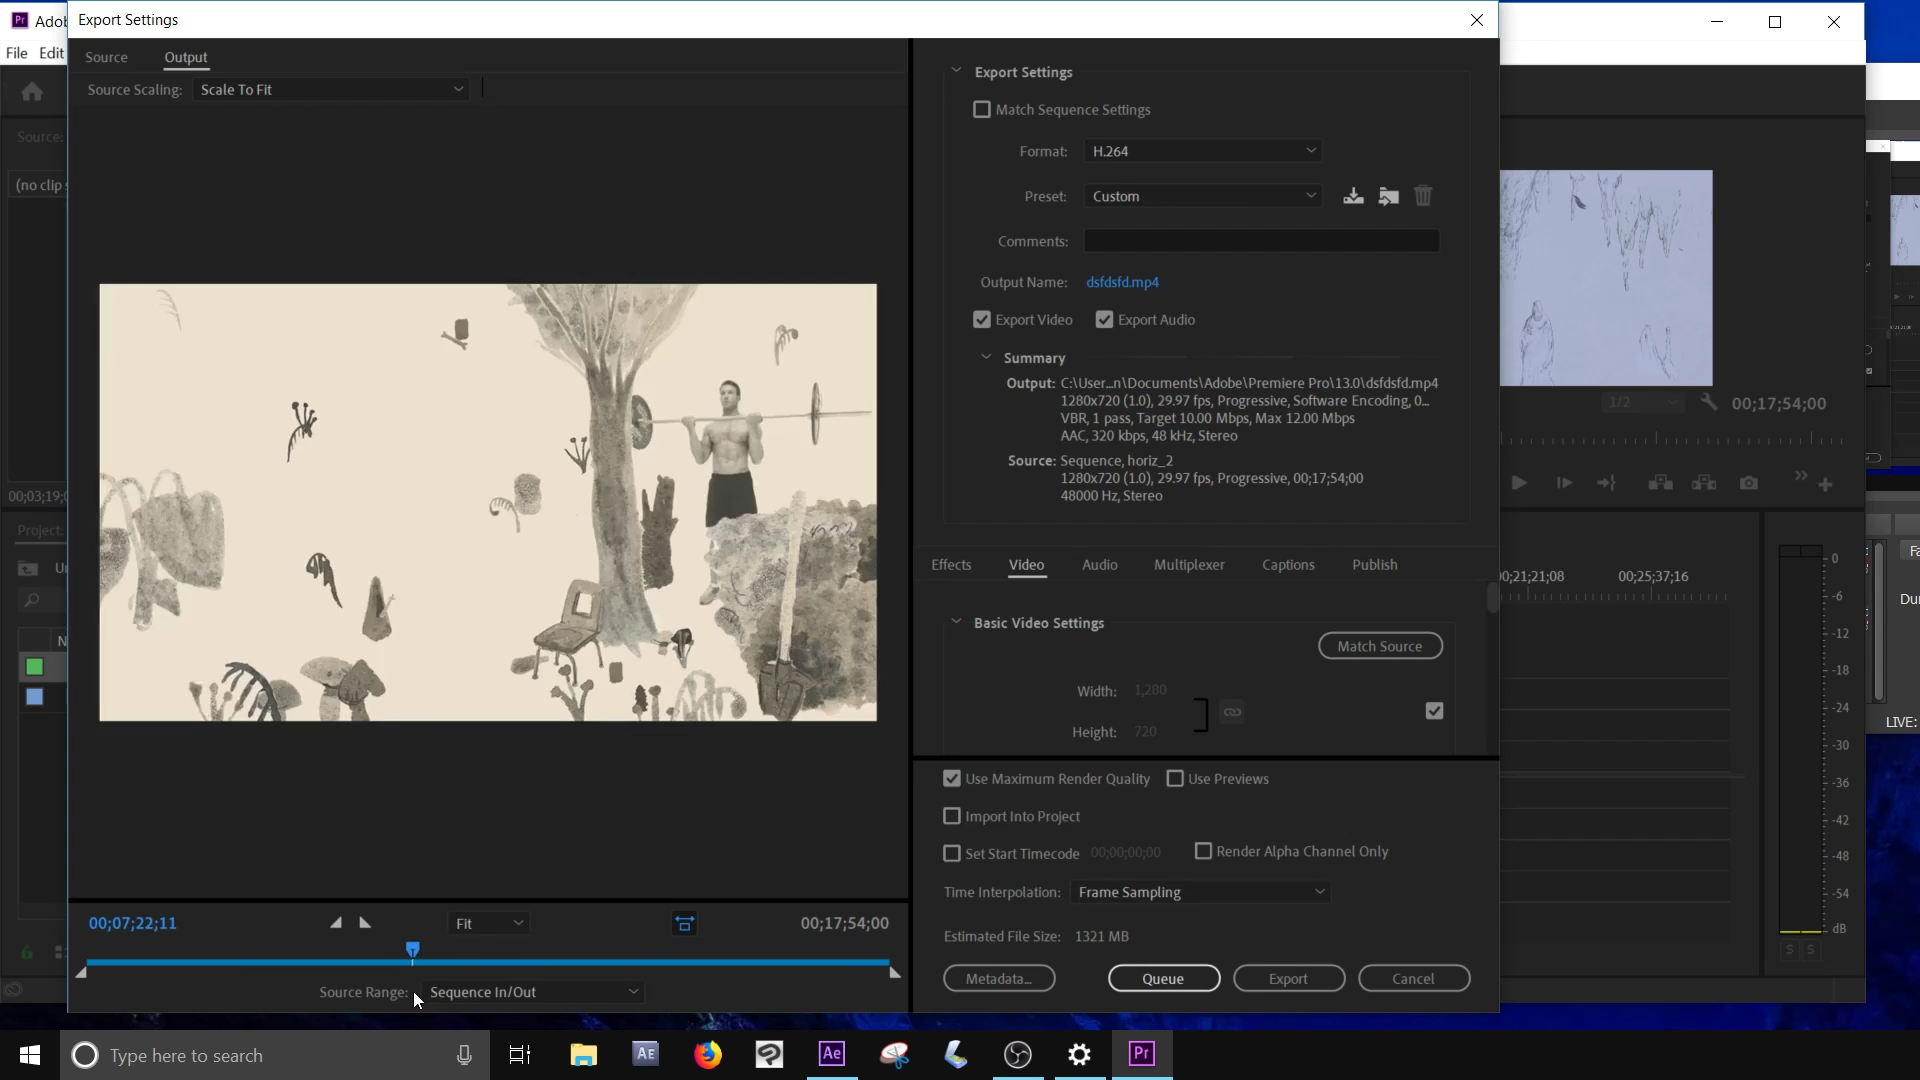 Export Settings
File Edit
Source Output
Source Scaling: Scale To Fit
Export Settings
Match Sequence Settings
Format: H.264
Preset: Custom
Comments:
Output Name: dsfdsfd.mp4
Export Video Export Audio
Summary
Output: C:\User...n\Documents\Adobe\Premiere Pro\13.0\dsfdsfd.mp4
1280x720 (1.0), 29.97 fps, Progressive, Software Encoding, 0...
VBR, 1 pass, Target 10.00 Mbps, Max 12.00 Mbps
AAC, 320 kbps, 48 kHz, Stereo
Source: Sequence, horiz_2
1280x720 (1.0), 29.97 fps, Progressive, 00;17;54;00
48000 Hz, Stereo
Effects Video Audio Multiplexer Captions Publish
Basic Video Settings
Match Source
Width: 1,280
Height: 720
Use Maximum Render Quality Use Previews
Import Into Project
Set Start Timecode 00;00;00;00 Render Alpha Channel Only
Time Interpolation: Frame Sampling
Estimated File Size: 1321 MB
Metadata... Queue Export Cancel
00;07;22;11 Fit 00;17;54;00
Source Range: Sequence In/Out
Source:
(no clip
Project:
1/2 00;17;54;00
00;25;37;16
0
-6
-12
-18
-24
-30
-36
-42
-48
-54
dB
S S
LIVE:
Type here to search
AE Ae Pr